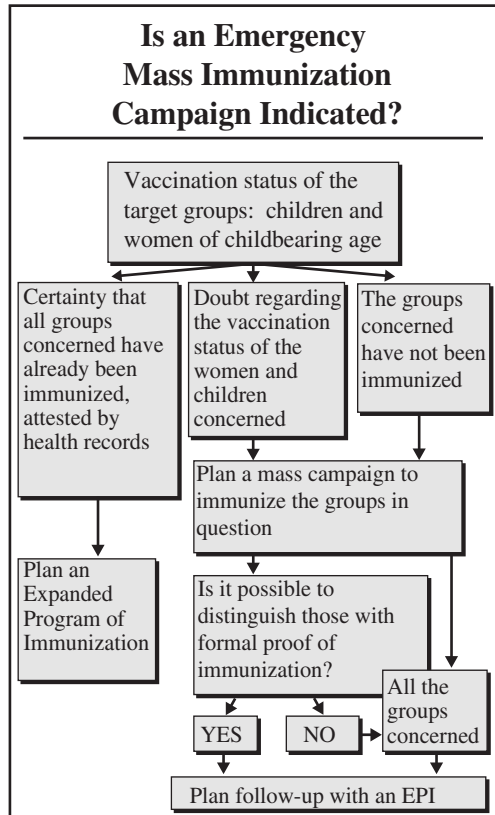 Is an Emergency
Mass Immunization
Campaign Indicated?
Vaccination status of the
target groups: children and
women of childbearing age
Certainty that
all groups
concerned have
already been
immunized,
attested by
health records
Doubt regarding
the vaccination
status of the
women and
children
concerned
The groups
concerned
have not been
immunized
Plan a mass campaign to
immunize the groups in
question
Plan an
Expanded
Program of
Immunization
Is it possible to
distinguish those with
formal proof of
immunization?
YES
NO
All the
groups
concerned
Plan follow-up with an EPI